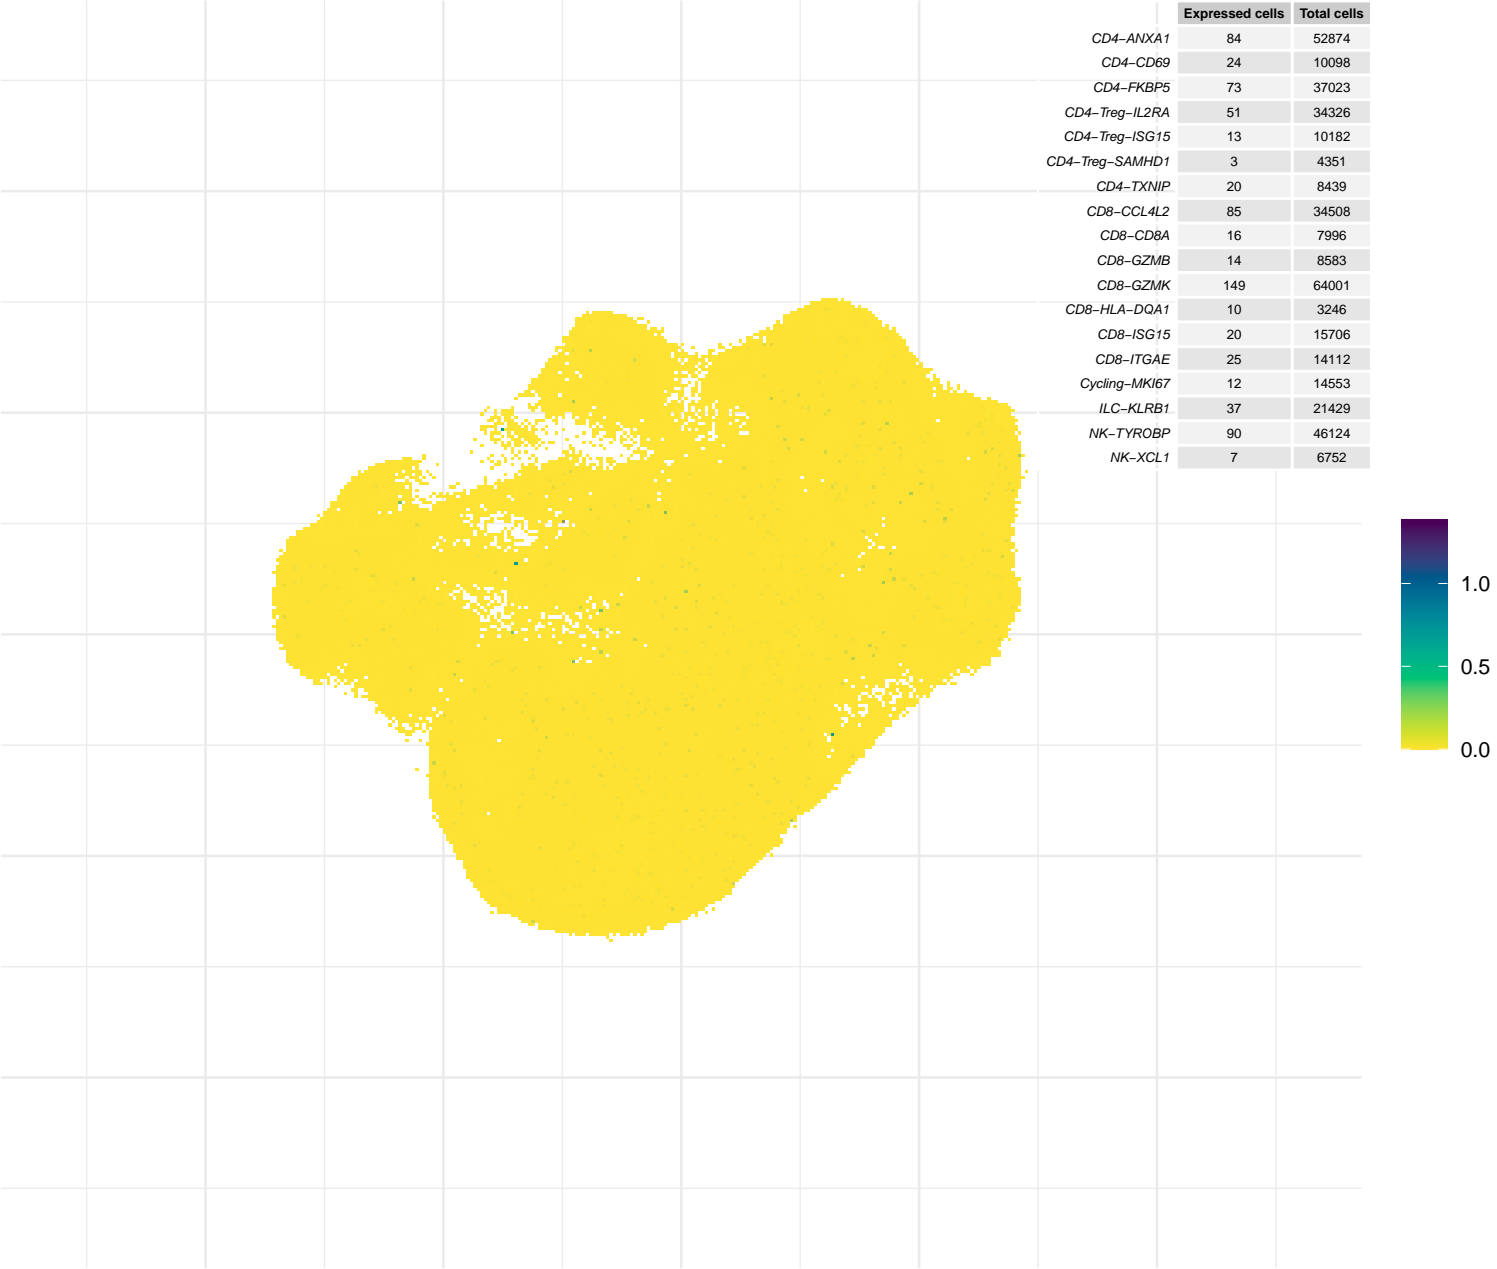 Expressed cells Total cells
CD4−ANXA1 84 52874
CD4−CD69 24 10098
CD4−FKBP5 73 37023
CD4−Treg−IL2RA 51 34326
CD4−Treg−ISG15 13 10182
CD4−Treg−SAMHD1 3 4351
CD4−TXNIP 20 8439
CD8−CCL4L2 85 34508
CD8−CD8A 16 7996
CD8−GZMB 14 8583
CD8−GZMK 149 64001
CD8−HLA−DQA1 10 3246
CD8−ISG15 20 15706
CD8−ITGAE 25 14112
Cycling−MKI67 12 14553
ILC−KLRB1 37 21429
NK−TYROBP 90 46124
NK−XCL1 7 6752
1.0
0.5
0.0